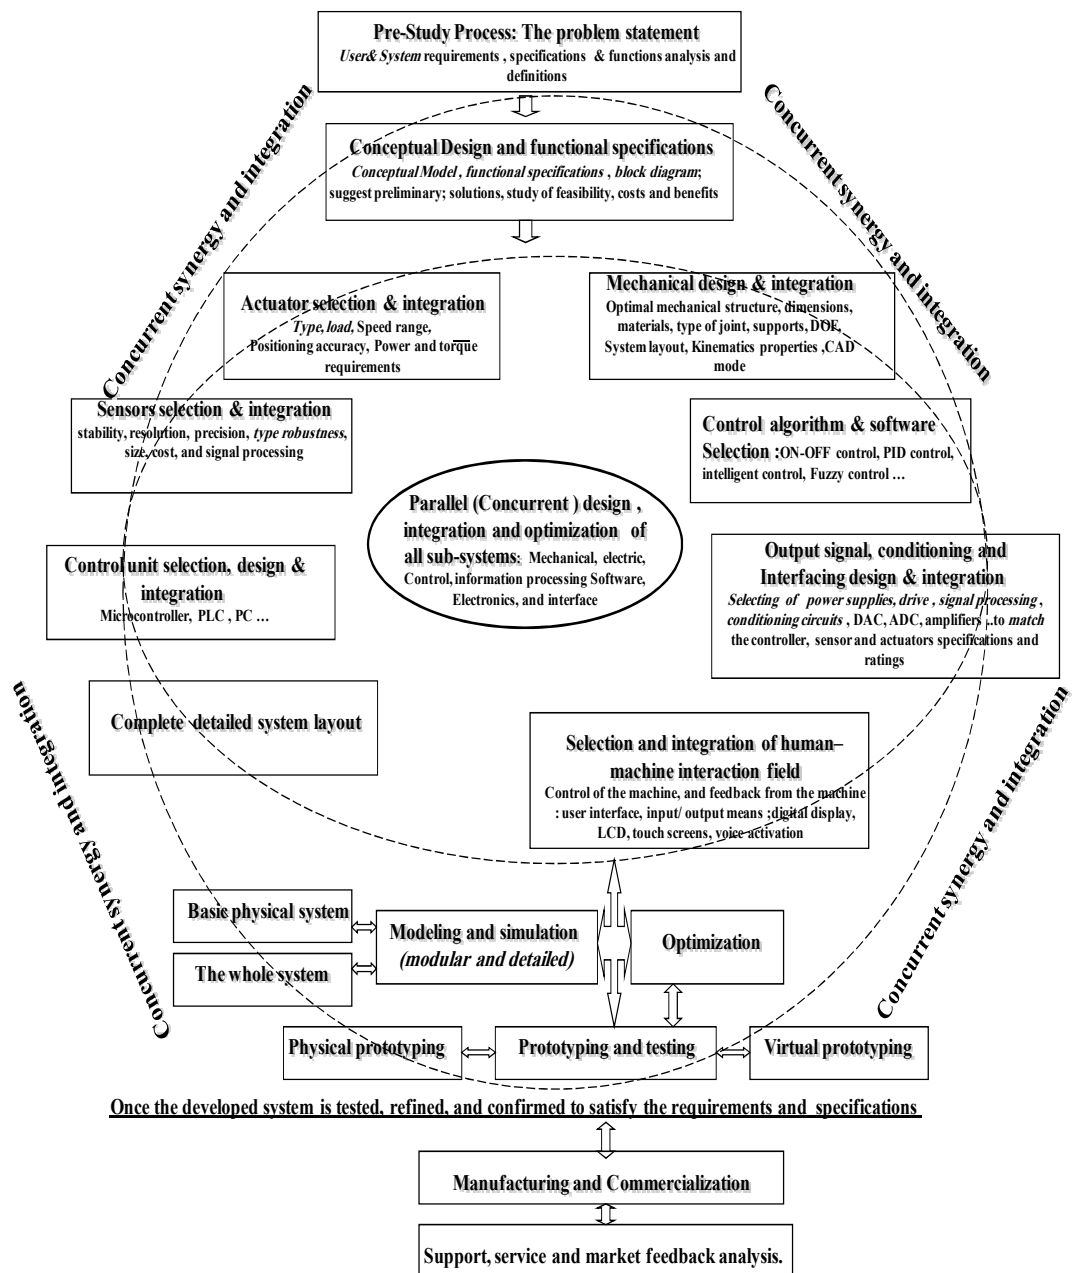 Pre-Study Process: The problem statement
User& System requirements , specifications & functions analysis and
definitions
Concurrent synergy and integration
Concurrent synergy and integration
Conceptual Design and functional specifications
Conceptual Model , functional specifications , block diagram;
suggest preliminary; solutions, study of feasibility, costs and benefits
Actuator selection & integration
Type, load, Speed range,
Positioning accuracy, Power and torque
requirements
Mechanical design & integration
Optimal mechanical structure, dimensions,
materials, type of joint, supports, DOF,
System layout, Kinematics properties ,CAD
mode
Sensors selection & integration
stability, resolution, precision, type robustness,
size, cost, and signal processing
Control algorithm & software
Selection :ON-OFF control, PID control,
intelligent control, Fuzzy control …
Parallel (Concurrent ) design ,
integration and optimization of
all sub-systems: Mechanical, electric,
Control, information processing Software,
Electronics, and interface
Control unit selection, design &
integration
Microcontroller, PLC , PC …
Output signal, conditioning and
Interfacing design & integration
Selecting of power supplies, drive , signal processing ,
conditioning circuits , DAC, ADC, amplifiers ..to match
the controller, sensor and actuators specifications and
ratings
Complete detailed system layout
Selection and integration of human–
machine interaction field
Control of the machine, and feedback from the machine
: user interface, input/ output means ;digital display,
LCD, touch screens, voice activation
Concurrent synergy and integration
Concurrent synergy and integration
Basic physical system
The whole system
Modeling and simulation
(modular and detailed)
Optimization
Physical prototyping
Prototyping and testing
Virtual prototyping
Once the developed system is tested, refined, and confirmed to satisfy the requirements and specifications
Manufacturing and Commercialization
Support, service and market feedback analysis.